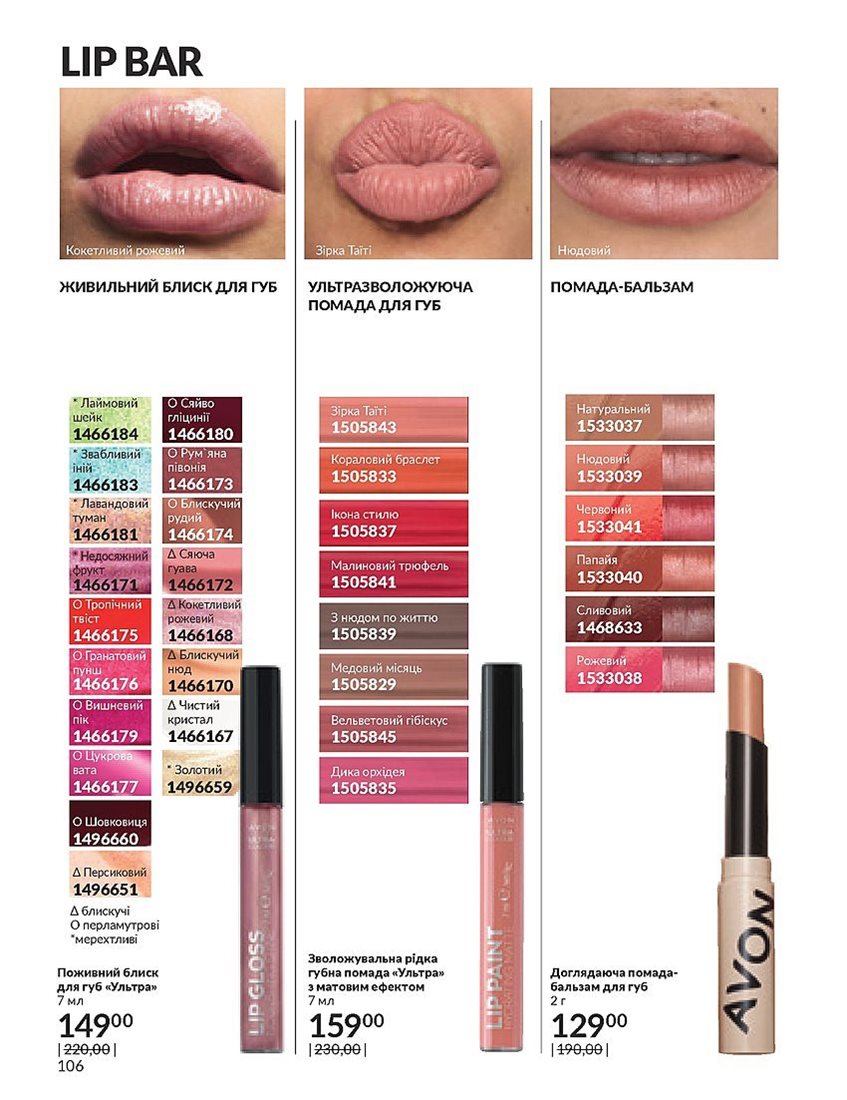 LIP BAR
Кокетливий рожевий
Зірка Таїті
Нюдовий
ЖИВИЛЬНИЙ БЛИСК ДЛЯ ГУБ
УЛЬТРАЗВОЛОЖУЮЧА
ПОМАДА ДЛЯ ГУБ
ПОМАДА-БАЛЬЗАМ
* Лаймовий
шейк
1466184
* Звабливий
іній
1466183
* Лавандовий
туман
1466181
* Недосяжний
фрукт
1466171
О Тропічний
твіст
1466175
О Гранатовий
пунш
1466176
О Вишневий
пік
1466179
О Цукрова
вата
1466177
О Шовковиця
1496660
Δ Персиковий
1496651
О Сяйво
гліцинії
1466180
О Рум`яна
півонія
1466173
О Блискучий
рудий
1466174
Δ Сяюча
гуава
1466172
Δ Кокетливий
рожевий
1466168
Δ Блискучий
нюд
1466170
Δ Чистий
кристал
1466167
* Золотий
1496659
Δ блискучі
О перламутрові
*мерехтливі
Зірка Таїті
1505843
Кораловий браслет
1505833
Ікона стилю
1505837
Малиновий трюфель
1505841
З нюдом по життю
1505839
Медовий місяць
1505829
Вельветовий гібіскус
1505845
Дика орхідея
1505835
Натуральний
1533037
Нюдовий
1533039
Червоний
1533041
Папайя
1533040
Сливовий
1468633
Рожевий
1533038
AVON
LIP GLOSS
AVON
LIP PAINT
AVON
Поживний блиск
для губ «Ультра»
7 мл
14900
|220,00|
Зволожувальна рідка
губна помада «Ультра»
з матовим ефектом
7 мл
15900
|230,00|
Доглядаюча помада-
бальзам для губ
2 г
12900
|190,00|
106